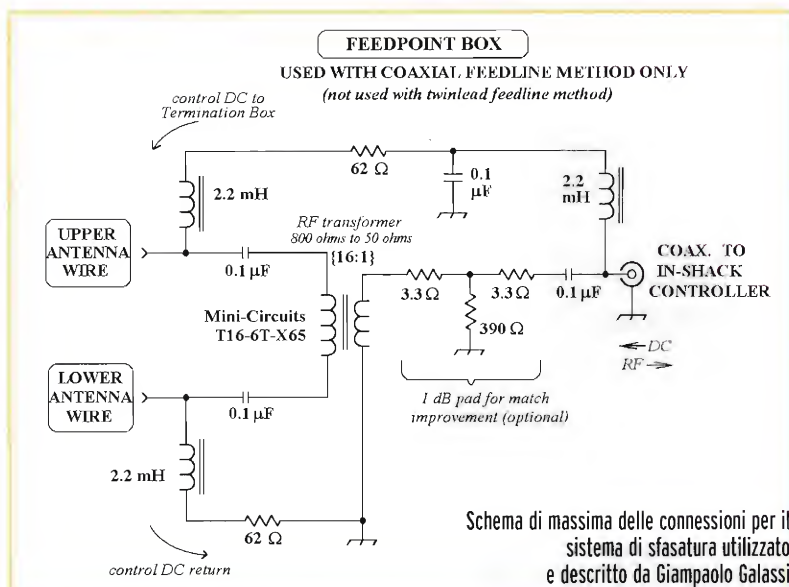 FEEDPOINT BOX
USED WITH COAXIAL FEEDLINE METHOD ONLY
(not used with twinlead feedline method)
control DC to
Termination Box
62 Ω
0.1
µF
2.2
mH
2.2 mH
RF transformer
800 ohms to 50 ohms
{16:1}
UPPER
ANTENNA
WIRE
0.1 µF
COAX. TO
IN-SHACK
CONTROLLER
3.3 Ω
3.3 Ω
0.1 µF
Mini-Circuits
T16-6T-X65
390 Ω
DC
RF
LOWER
ANTENNA
WIRE
0.1 µF
1 dB pad for match
improvement (optional)
2.2 mH
62 Ω
control DC return
Schema di massima delle connessioni per il
sistema di sfasatura utilizzato
e descritto da Giampaolo Galassi